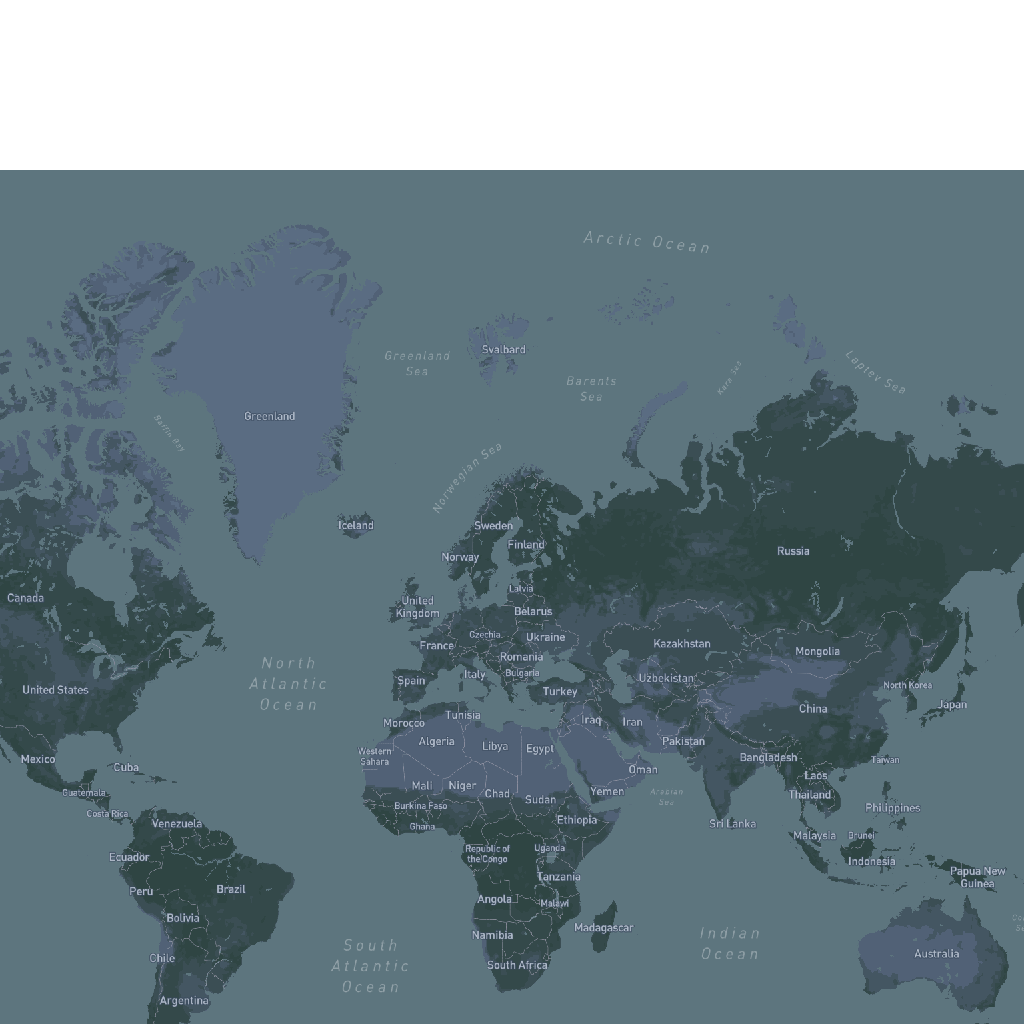 Arctic Ocean
Svalbard
Greenland
Sea
Barents
Sea
Kara Sea
Laptev Sea
Greenland
Baffin Bay
Norwegian Sea
Iceland
Sweden
Finland
Norway
Russia
Canada
United
Kingdom
Latvia
Belarus
Czechia
Ukraine
France
Romania
Kazakhstan
Mongolia
North
Atlantic
Ocean
Italy
Bulgaria
Spain
Uzbekistan
North Korea
United States
Turkey
China
Japan
Morocco
Tunisia
Iraq
Iran
Algeria
Libya
Egypt
Pakistan
Western
Sahara
Mexico
Cuba
Oman
Bangladesh
Taiwan
Laos
Mali
Niger
Chad
Sudan
Yemen
Arabian
Sea
Thailand
Guatemala
Burkina Faso
Costa Rica
Philippines
Venezuela
Ghana
Ethiopia
Sri Lanka
Malaysia
Brunei
Ecuador
Republic of
the Congo
Uganda
Indonesia
Peru
Brazil
Tanzania
Papua New
Guinea
Angola
Malawi
Bolivia
Namibia
Madagascar
Indian
Ocean
South
Atlantic
Ocean
Chile
South Africa
Australia
Argentina